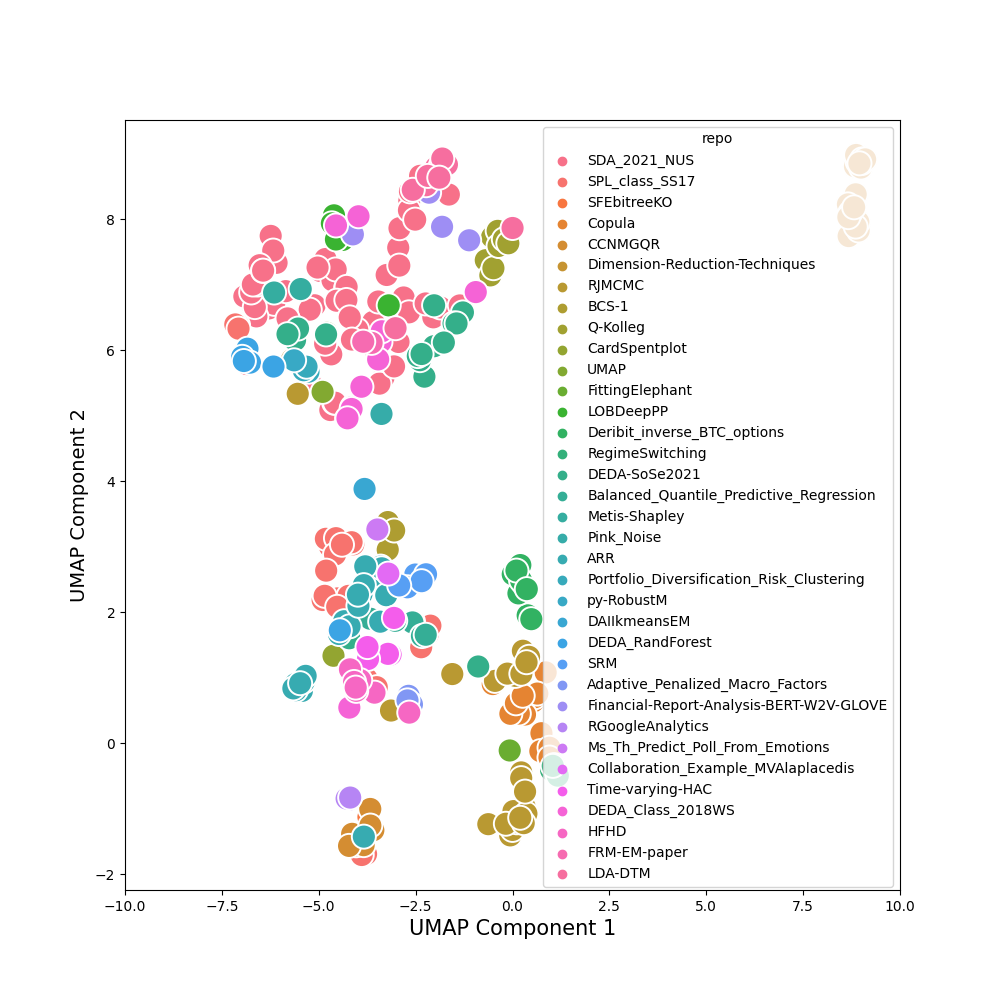 repo
SDA_2021_NUS
SPL_class_SS17
SFEbitreeKO
Copula
CCNMGQR
Dimension-Reduction-Techniques
RJMCMC
BCS-1
Q-Kolleg
CardSpentplot
UMAP
FittingElephant
LOBDeepPP
Deribit_inverse_BTC_options
RegimeSwitching
DEDA-SoSe2021
Balanced_Quantile_Predictive_Regression
Metis-Shapley
Pink_Noise
ARR
Portfolio_Diversification_Risk_Clustering
py-RobustM
DAIIkmeansEM
DEDA_RandForest
SRM
Adaptive_Penalized_Macro_Factors
Financial-Report-Analysis-BERT-W2V-GLOVE
RGoogleAnalytics
Ms_Th_Predict_Poll_From_Emotions
Collaboration_Example_MVAlaplacedis
Time-varying-HAC
DEDA_Class_2018WS
HFHD
FRM-EM-paper
LDA-DTM
8
6
4
2
0
−2
UMAP Component 2
−10.0 −7.5 −5.0 −2.5 0.0 2.5 5.0 7.5 10.0
UMAP Component 1